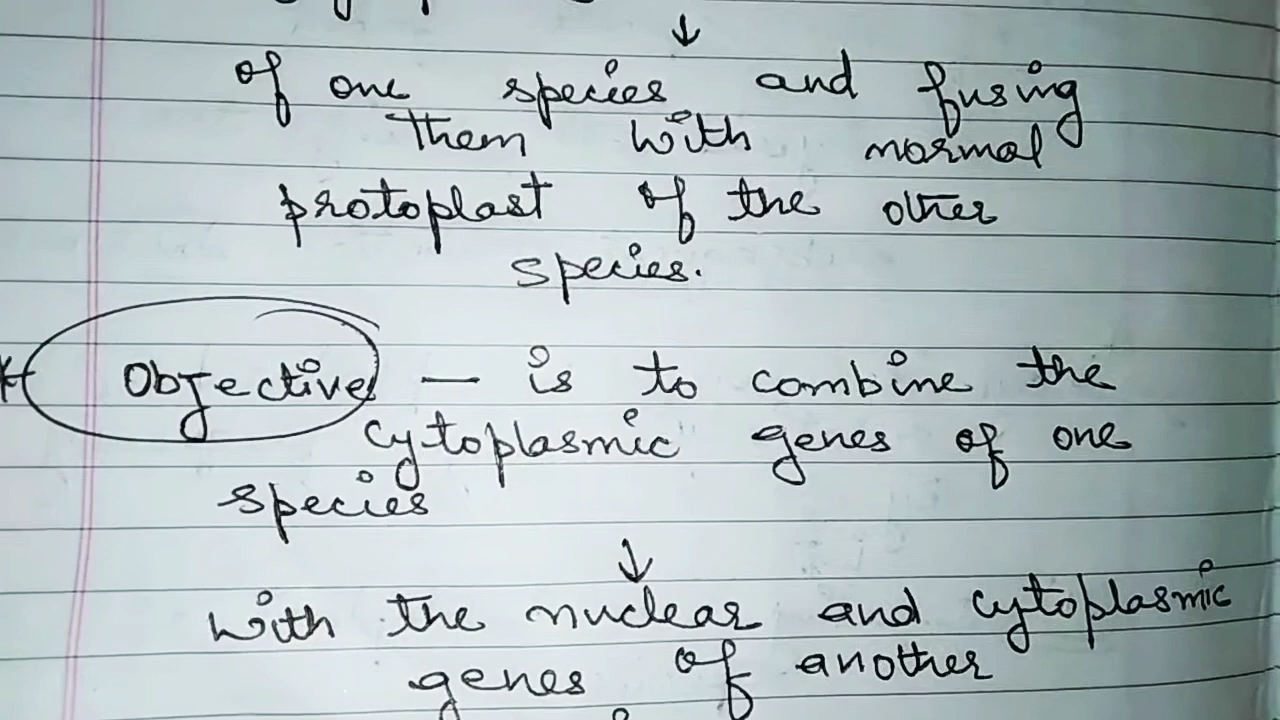 ↓
of one species and fusing
them with normal
protoplast of the other
species.
* Objective — is to combine the
cytoplasmic genes of one
species
↓
with the nuclear and cytoplasmic
genes of another